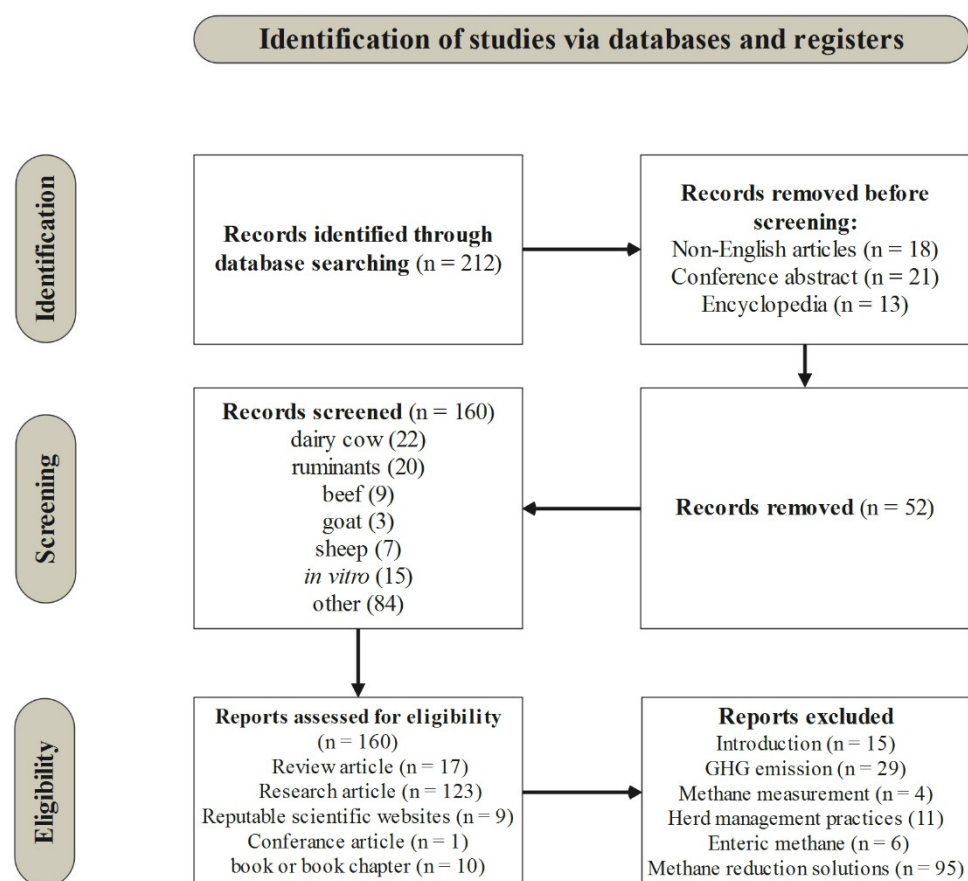 Identification of studies via databases and registers
Identification
Records identified through
database searching (n = 212)
Records removed before
screening:
Non-English articles (n = 18)
Conference abstract (n = 21)
Encyclopedia (n = 13)
Screening
Records screened (n = 160)
dairy cow (22)
ruminants (20)
beef (9)
goat (3)
sheep (7)
in vitro (15)
other (84)
Records removed (n = 52)
Eligibility
Reports assessed for eligibility
(n = 160)
Review article (n = 17)
Research article (n = 123)
Reputable scientific websites (n = 9)
Conferance article (n = 1)
book or book chapter (n = 10)
Reports excluded
Introduction (n = 15)
GHG emission (n = 29)
Methane measurement (n = 4)
Herd management practices (11)
Enteric methane (n = 6)
Methane reduction solutions (n = 95)